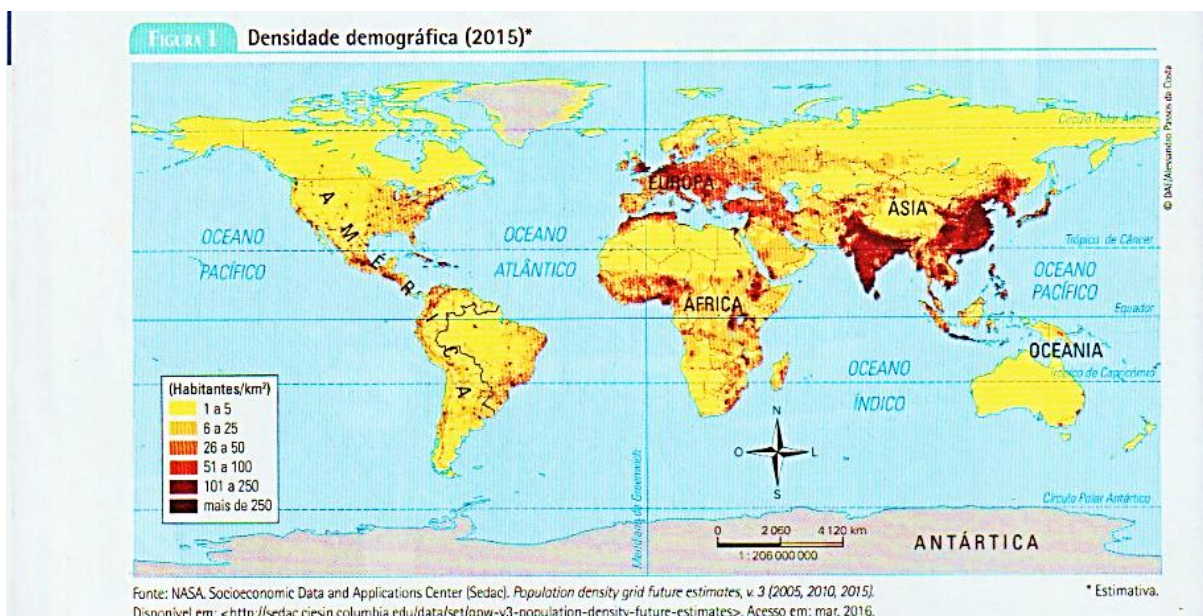 FIGURA 1 Densidade demográfica (2015)*
© DAE/Alessandro Passos da Costa
Círculo Polar Ártico
EUROPA
ÁSIA
AMÉRICA
OCEANO
PACÍFICO
OCEANO
ATLÂNTICO
Trópico de Câncer
OCEANO
PACÍFICO
ÁFRICA
Equador
OCEANIA
Trópico de Capricórnio
OCEANO
ÍNDICO
(Habitantes/km²)
1 a 5
6 a 25
26 a 50
51 a 100
101 a 250
mais de 250
N
O L
S
Meridiano de Greenwich
Círculo Polar Antártico
0 2 060 4 120 km
1 : 206 000 000
ANTÁRTICA
Fonte: NASA. Socioeconomic Data and Applications Center (Sedac). Population density grid future estimates, v. 3 (2005, 2010, 2015).
* Estimativa.
Disponível em: <http://sedac.ciesin.columbia.edu/data/set/gpw-v3-population-density-future-estimates>. Acesso em: mar. 2016.